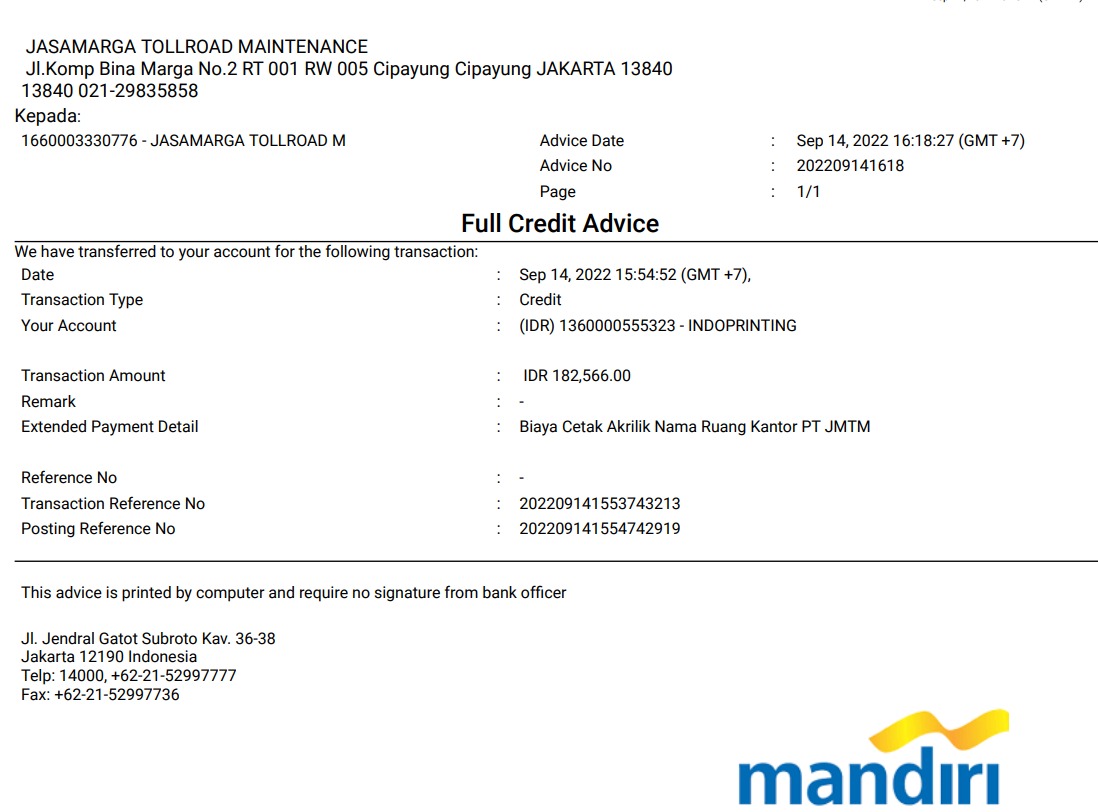 JASAMARGA TOLLROAD MAINTENANCE
Jl.Komp Bina Marga No.2 RT 001 RW 005 Cipayung Cipayung JAKARTA 13840
13840 021-29835858
Kepada:
1660003330776 - JASAMARGA TOLLROAD M
Advice Date : Sep 14, 2022 16:18:27 (GMT +7)
Advice No : 202209141618
Page : 1/1
Full Credit Advice
We have transferred to your account for the following transaction:
Date : Sep 14, 2022 15:54:52 (GMT +7),
Transaction Type : Credit
Your Account : (IDR) 1360000555323 - INDOPRINTING
Transaction Amount : IDR 182,566.00
Remark : -
Extended Payment Detail : Biaya Cetak Akrilik Nama Ruang Kantor PT JMTM
Reference No : -
Transaction Reference No : 202209141553743213
Posting Reference No : 202209141554742919
This advice is printed by computer and require no signature from bank officer
Jl. Jendral Gatot Subroto Kav. 36-38
Jakarta 12190 Indonesia
Telp: 14000, +62-21-52997777
Fax: +62-21-52997736
mandiri